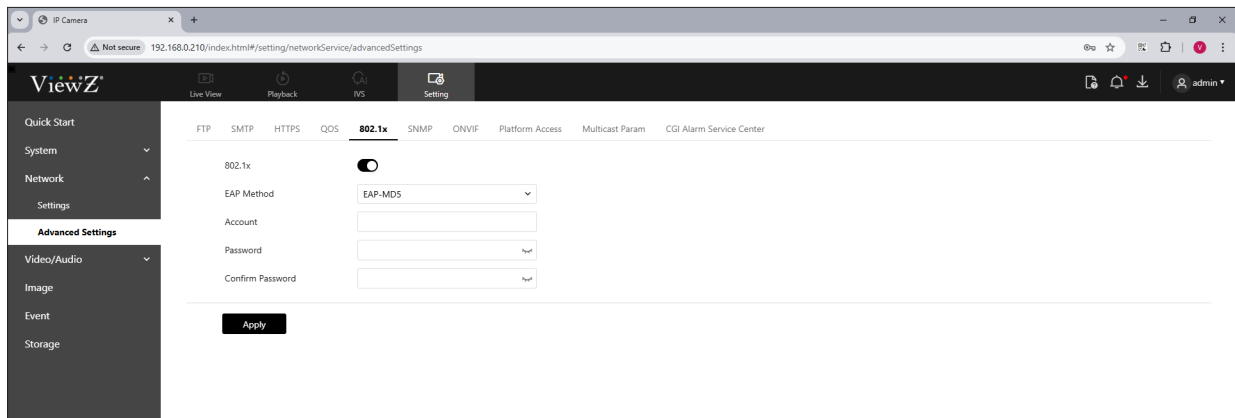 IP Camera
Not secure 192.168.0.210/index.html#/setting/networkService/advancedSettings
V
ViewZ
Live View Playback IVS Setting
admin
Quick Start
System
Network
Settings
Advanced Settings
Video/Audio
Image
Event
Storage
FTP SMTP HTTPS QOS 802.1x SNMP ONVIF Platform Access Multicast Param CGI Alarm Service Center
802.1x
EAP Method EAP-MD5
Account
Password
Confirm Password
Apply